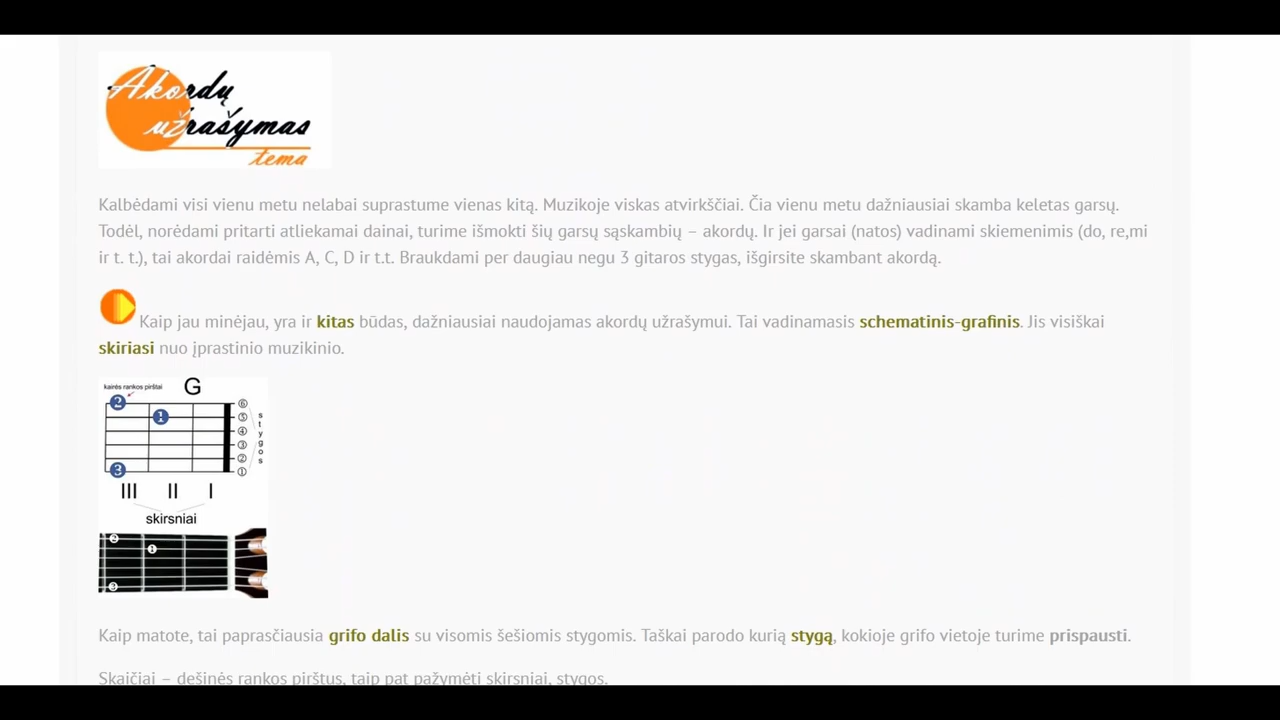 Akordų
užrašymas
tema
Kalbėdami visi vienu metu nelabai suprastume vienas kitą. Muzikoje viskas atvirkščiai. Čia vienu metu dažniausiai skamba keletas garsų.
Todėl, norėdami pritarti atliekamai dainai, turime išmokti šių garsų sąskambių – akordų. Ir jei garsai (natos) vadinami skiemenimis (do, re,mi
ir t. t.), tai akordai raidėmis A, C, D ir t.t. Braukdami per daugiau negu 3 gitaros stygas, išgirsite skambant akordą.
Kaip jau minėjau, yra ir kitas būdas, dažniausiai naudojamas akordų užrašymui. Tai vadinamasis schematinis-grafinis. Jis visiškai
skiriasi nuo įprastinio muzikinio.
kairės rankos pirštai G
2 6
1 5
4
3
2
3 1
stygos
III II I
skirsniai
2
1
3
Kaip matote, tai paprasčiausia grifo dalis su visomis šešiomis stygomis. Taškai parodo kurią stygą, kokioje grifo vietoje turime prispausti.
Skaičiai – dešinės rankos pirštus, taip pat pažymėti skirsniai, stygos.